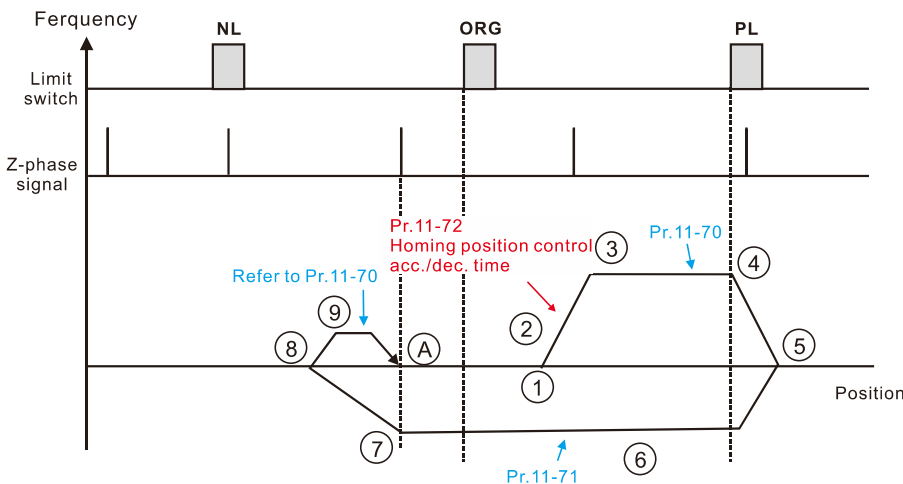 Ferquency
NL
ORG
PL
Limit
switch
Z-phase
signal
Pr.11-72
Homing position control
acc./dec. time
③
Pr.11-70
④
Refer to Pr.11-70
⑨
②
⑧
Ⓐ
⑤
①
Position
⑦
⑥
Pr.11-71